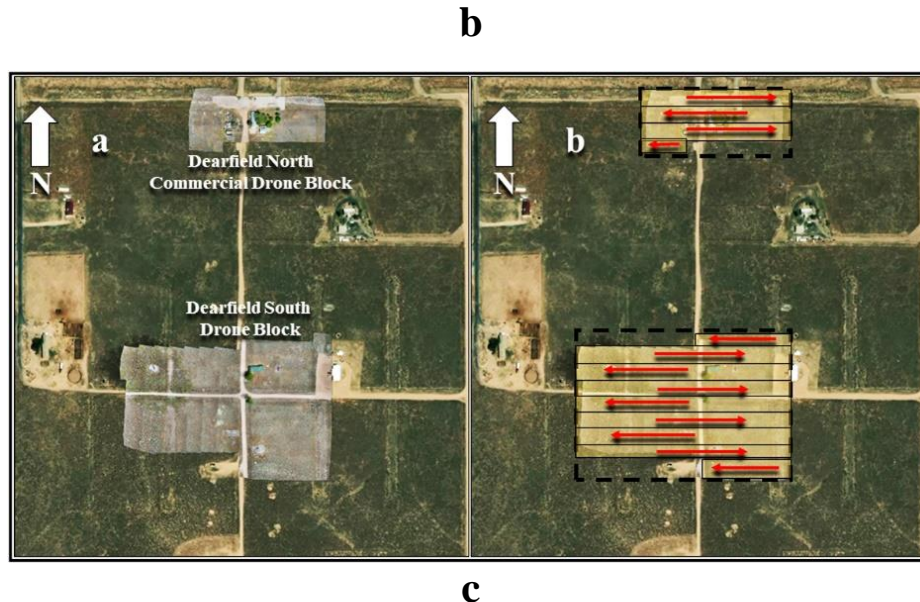 b
a
N
Dearfield North
Commercial Drone Block
Dearfield South
Drone Block
b
N
c